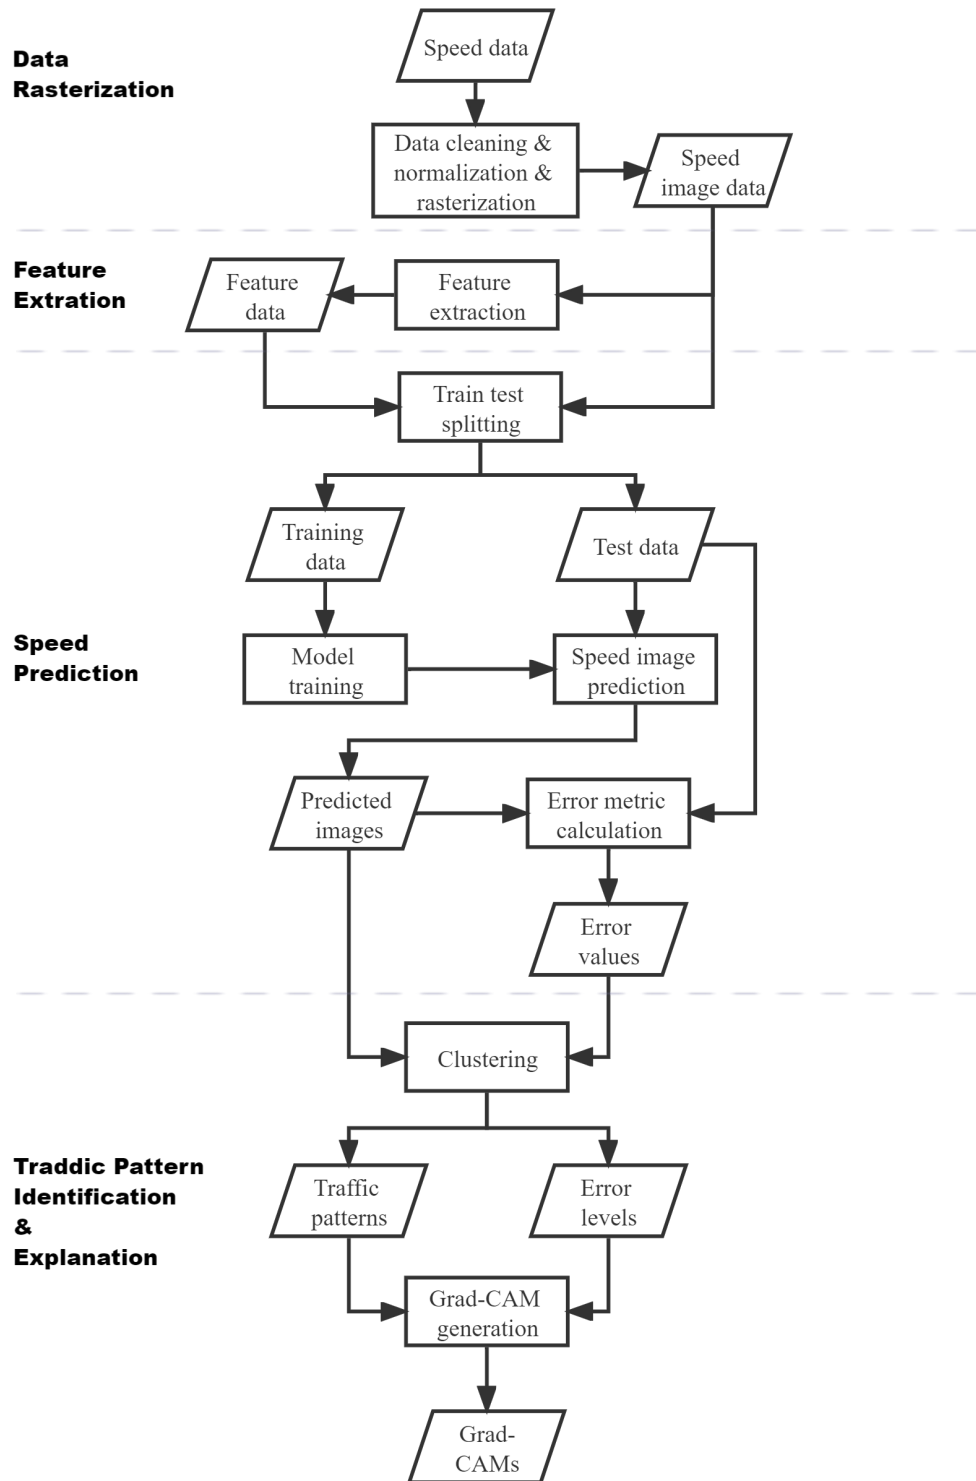 Data
Rasterization
Speed data
Data cleaning &
normalization &
rasterization
Speed
image data
Feature
Extration
Feature
data
Feature
extraction
Train test
splitting
Training
data
Test data
Speed
Prediction
Model
training
Speed image
prediction
Predicted
images
Error metric
calculation
Error
values
Clustering
Traddic Pattern
Identification
&
Explanation
Traffic
patterns
Error
levels
Grad-CAM
generation
Grad-
CAMs